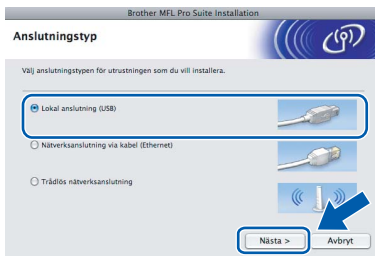 Brother MFL Pro Suite Installation
Anslutningstyp
Välj anslutningstypen för utrustningen som du vill installera.
Lokal anslutning (USB)
Nätverksanslutning via kabel (Ethernet)
Trådlös nätverksanslutning
Nästa >
Avbryt